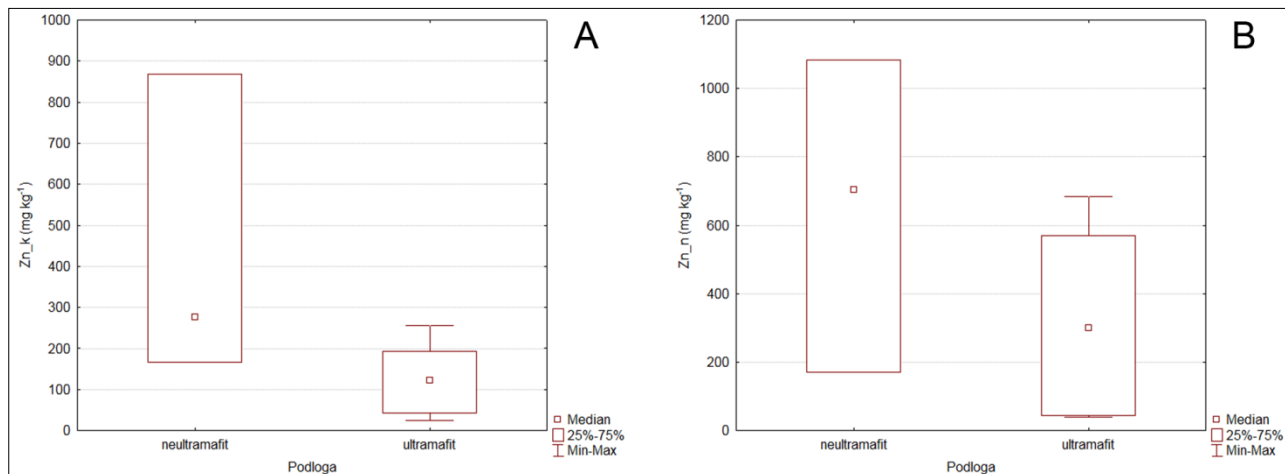 A
1000
900
800
700
600
500
400
300
200
100
0
Zn_k (mg kg⁻¹)
neultramafit
ultramafit
Podloga
Median
25%-75%
Min-Max
B
1200
1000
800
600
400
200
0
Zn_n (mg kg⁻¹)
neultramafit
ultramafit
Podloga
Median
25%-75%
Min-Max